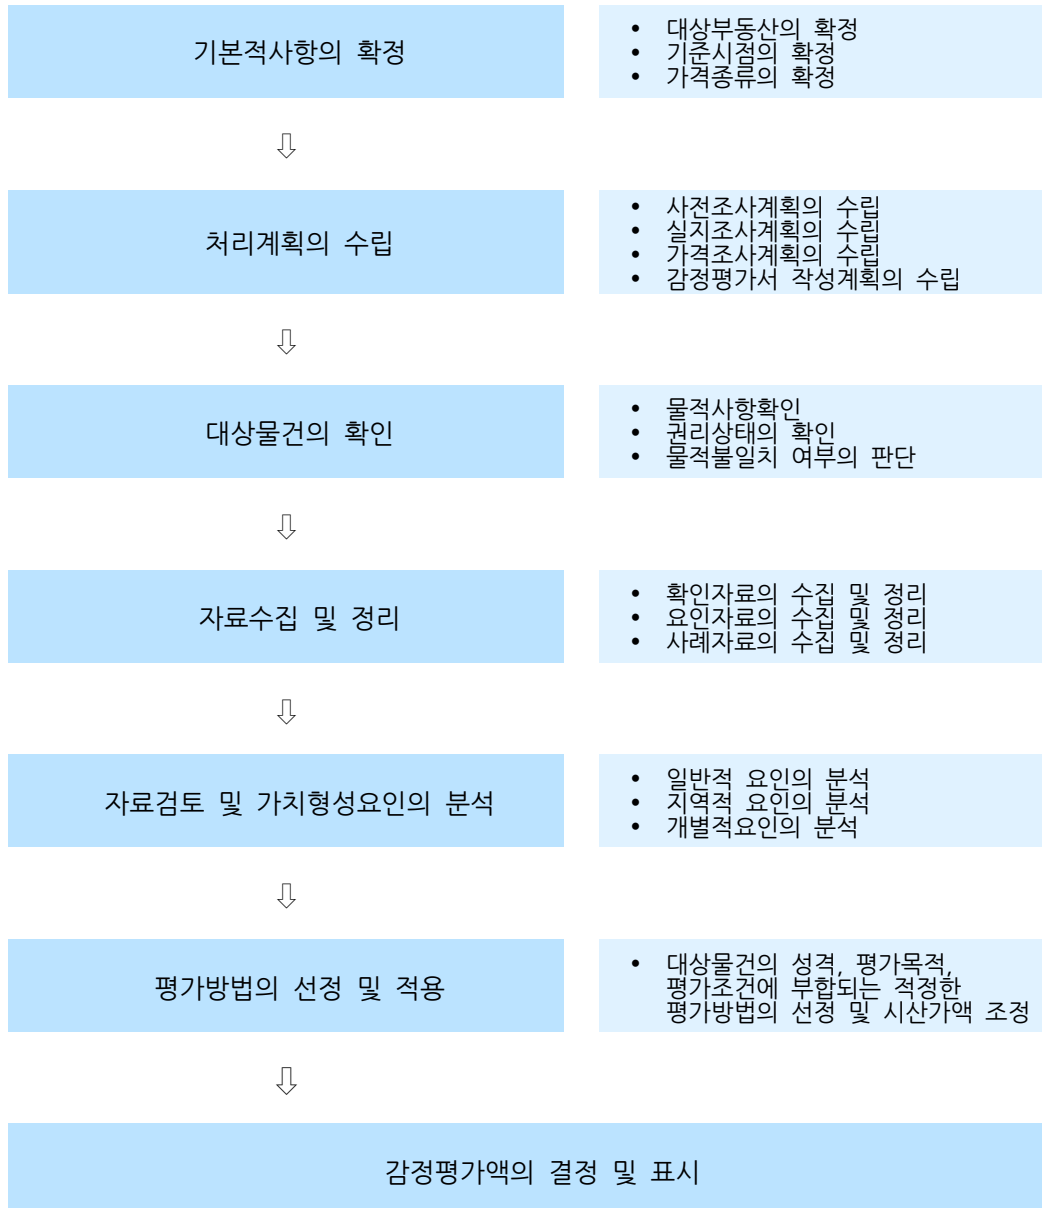 기본적사항의 확정
• 대상부동산의 확정
• 기준시점의 확정
• 가격종류의 확정
처리계획의 수립
• 사전조사계획의 수립
• 실지조사계획의 수립
• 가격조사계획의 수립
• 감정평가서 작성계획의 수립
대상물건의 확인
• 물적사항확인
• 권리상태의 확인
• 물적불일치 여부의 판단
자료수집 및 정리
• 확인자료의 수집 및 정리
• 요인자료의 수집 및 정리
• 사례자료의 수집 및 정리
자료검토 및 가치형성요인의 분석
• 일반적 요인의 분석
• 지역적 요인의 분석
• 개별적요인의 분석
평가방법의 선정 및 적용
• 대상물건의 성격, 평가목적,
평가조건에 부합되는 적정한
평가방법의 선정 및 시산가액 조정
감정평가액의 결정 및 표시